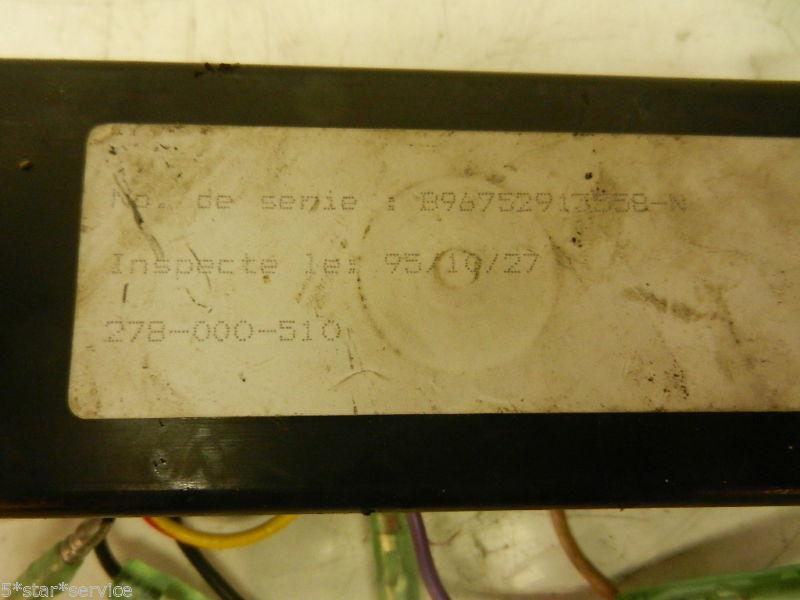 No. de serie : B96752913558-N
Inspecte le: 95/10/27
278-000-510
5*star*service